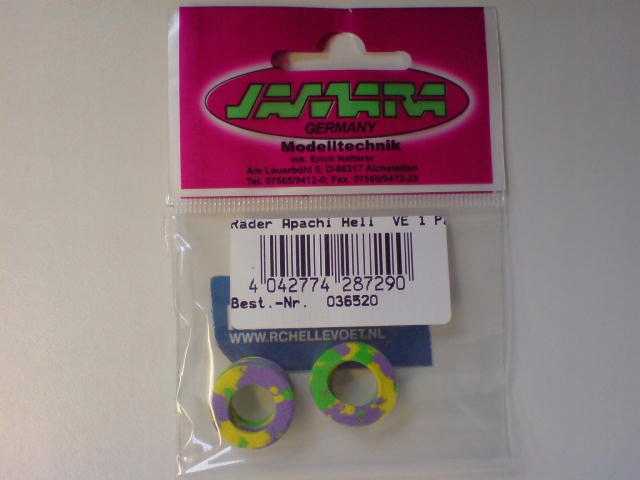 JAMARA
GERMANY
Modelltechnik
Inh. Erich Natterer
Am Lauerbühl 5; D-88317 Aichstetten
Tel. 07565/9412-0; Fax. 07565/9412-23
Räder Apachi Heli VE 1 P
4 042774 287290
Best.-Nr. 036520
WWW.RCHELLEVOET.NL